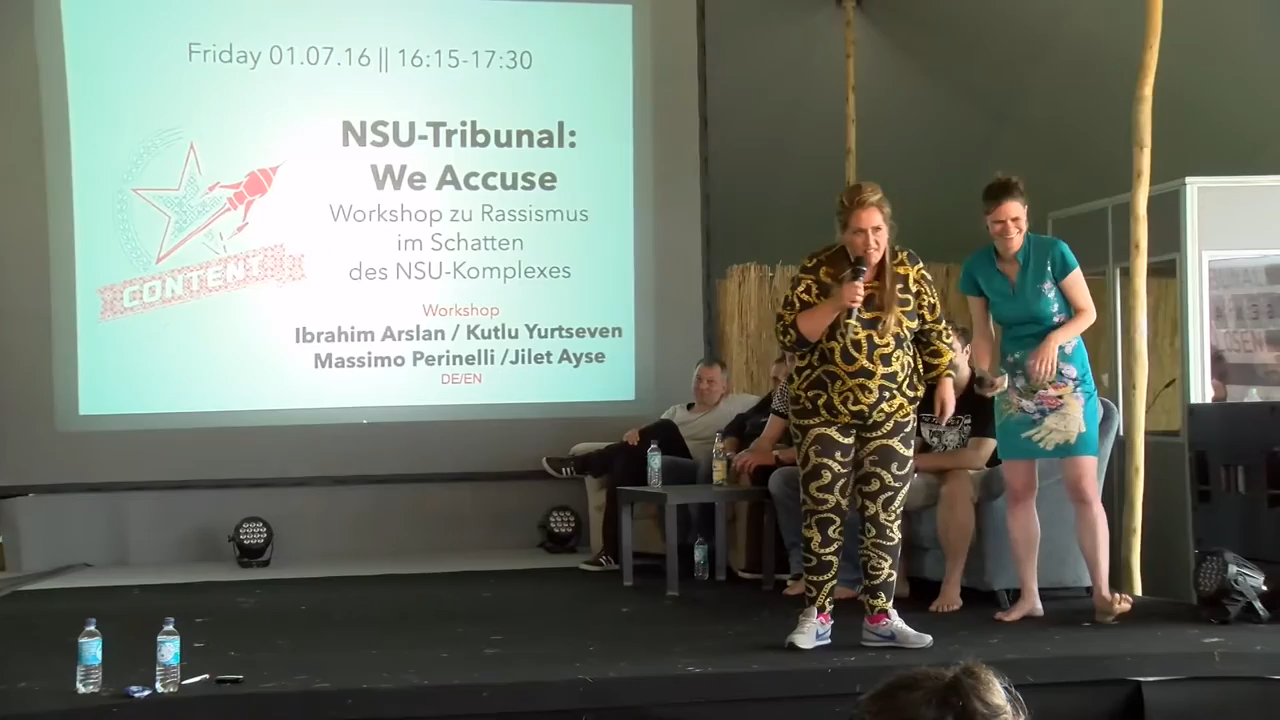 Friday 01.07.16 || 16:15-17:30
NSU-Tribunal:
We Accuse
Workshop zu Rassismus
im Schatten
des NSU-Komplexes
CONTENT
Workshop
Ibrahim Arslan / Kutlu Yurtseven
Massimo Perinelli /Jilet Ayse
DE/EN